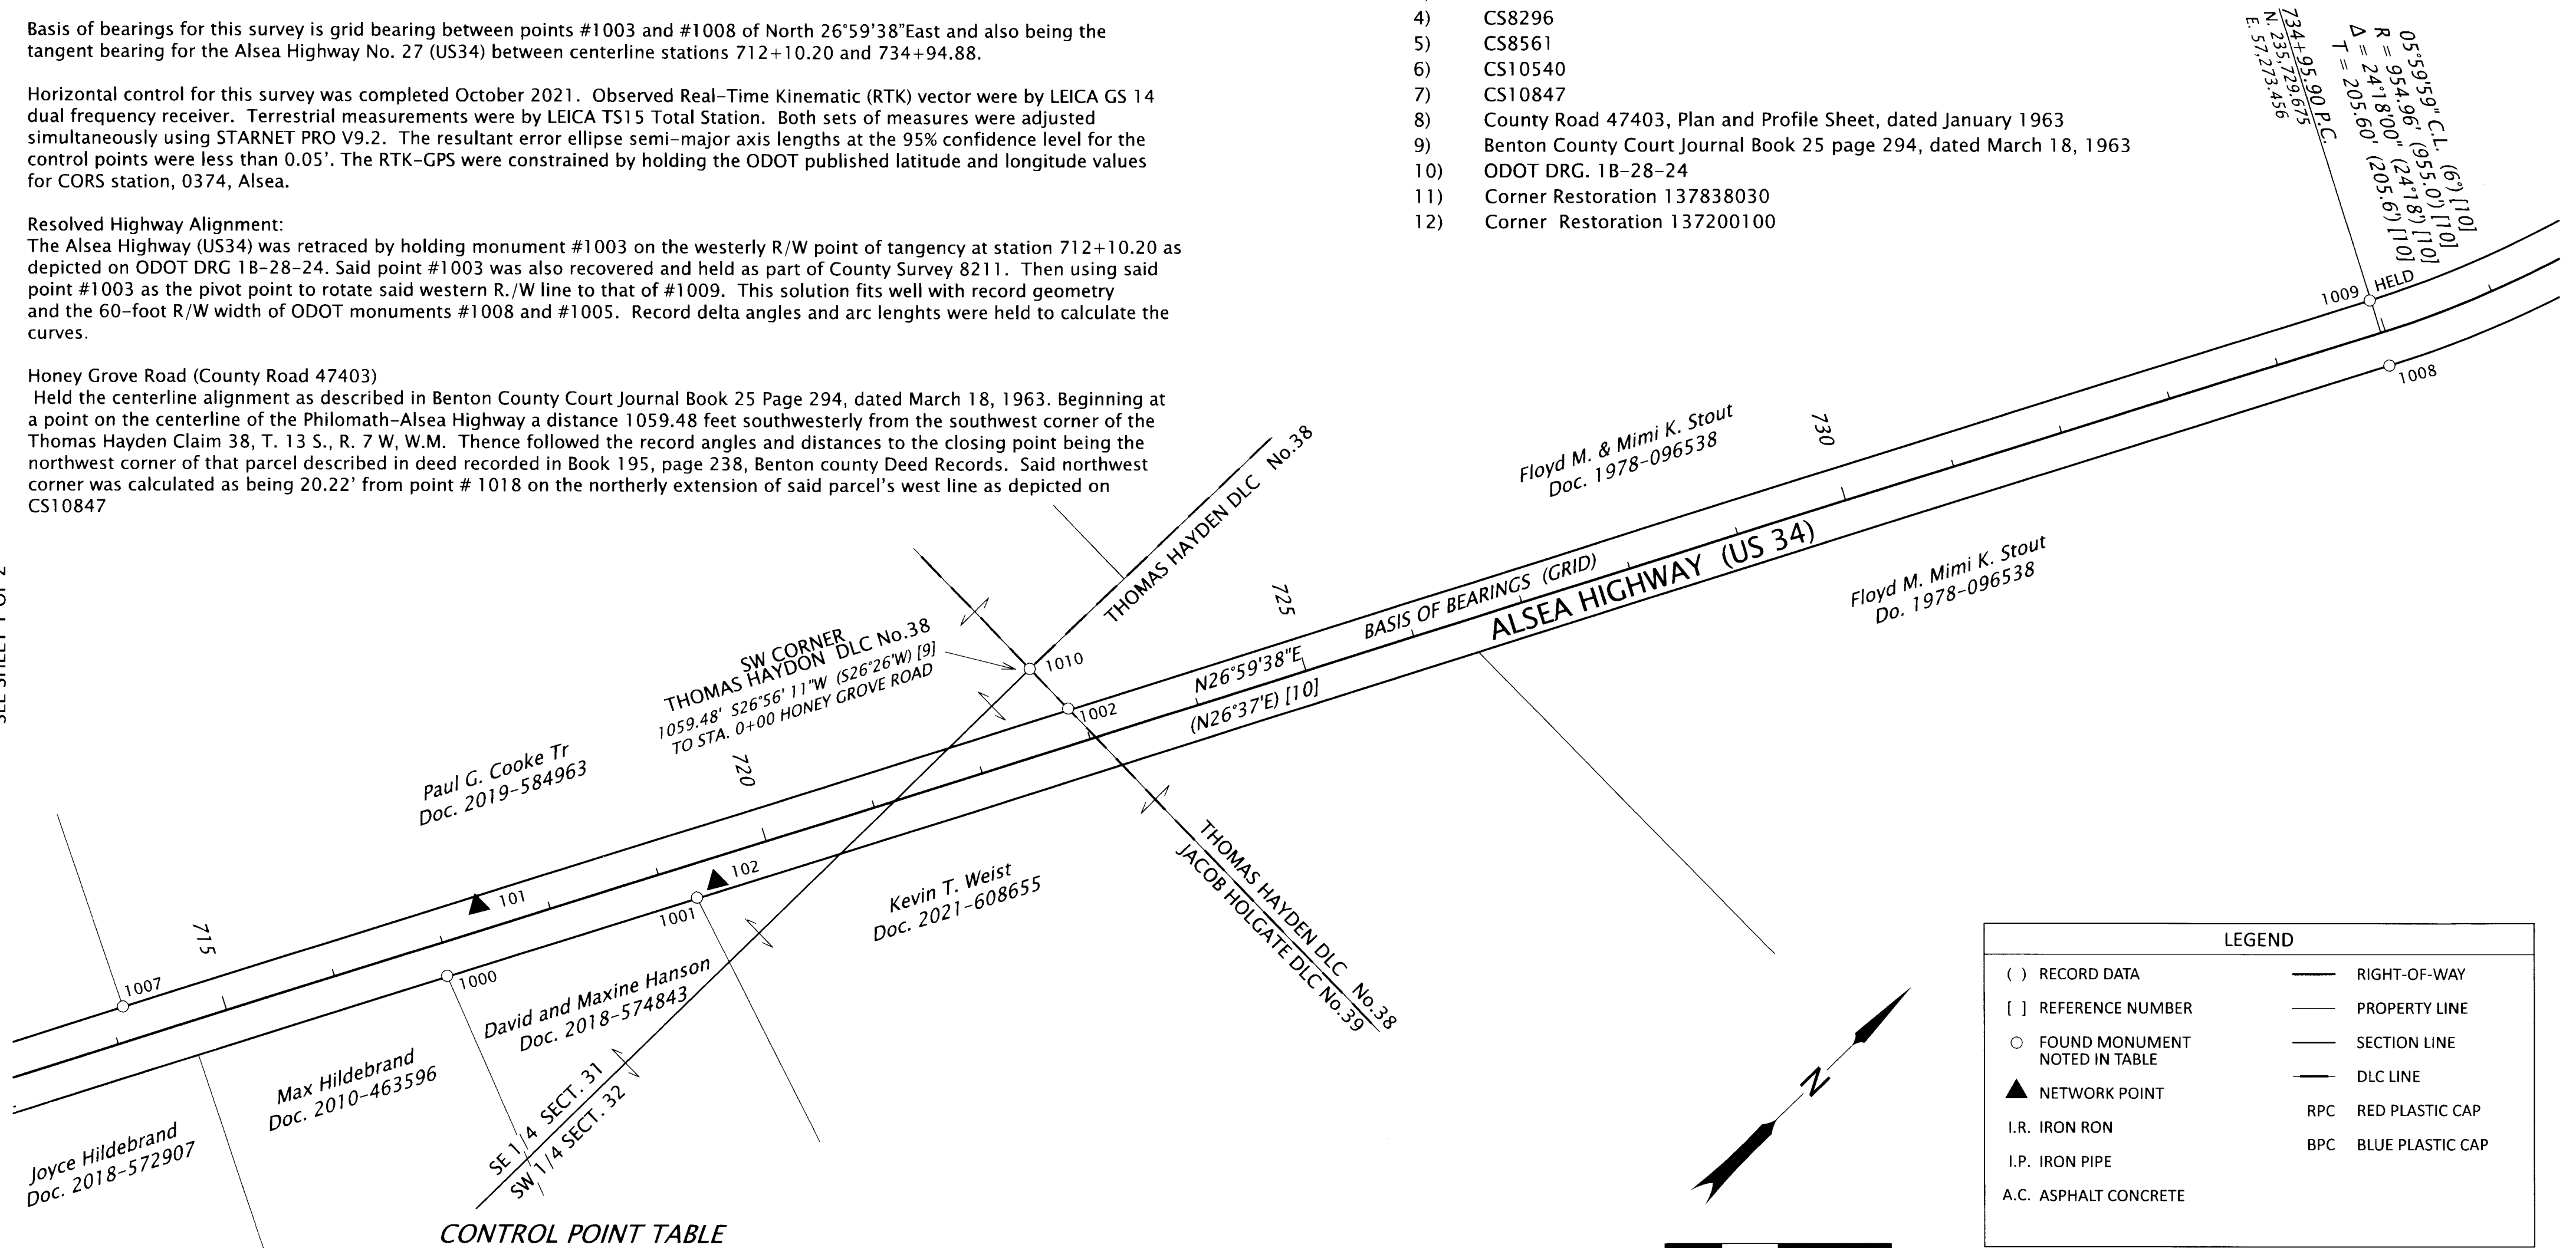 Basis of bearings for this survey is grid bearing between points #1003 and #1008 of North 26°59'38"East and also being the
tangent bearing for the Alsea Highway No. 27 (US34) between centerline stations 712+10.20 and 734+94.88.
Horizontal control for this survey was completed October 2021. Observed Real-Time Kinematic (RTK) vector were by LEICA GS 14
dual frequency receiver. Terrestrial measurements were by LEICA TS15 Total Station. Both sets of measures were adjusted
simultaneously using STARNET PRO V9.2. The resultant error ellipse semi-major axis lengths at the 95% confidence level for the
control points were less than 0.05'. The RTK-GPS were constrained by holding the ODOT published latitude and longitude values
for CORS station, 0374, Alsea.
Resolved Highway Alignment:
The Alsea Highway (US34) was retraced by holding monument #1003 on the westerly R/W point of tangency at station 712+10.20 as
depicted on ODOT DRG 1B-28-24. Said point #1003 was also recovered and held as part of County Survey 8211. Then using said
point #1003 as the pivot point to rotate said western R./W line to that of #1009. This solution fits well with record geometry
and the 60-foot R/W width of ODOT monuments #1008 and #1005. Record delta angles and arc lenghts were held to calculate the
curves.
Honey Grove Road (County Road 47403)
Held the centerline alignment as described in Benton County Court Journal Book 25 Page 294, dated March 18, 1963. Beginning at
a point on the centerline of the Philomath-Alsea Highway a distance 1059.48 feet southwesterly from the southwest corner of the
Thomas Hayden Claim 38, T. 13 S., R. 7 W, W.M. Thence followed the record angles and distances to the closing point being the
northwest corner of that parcel described in deed recorded in Book 195, page 238, Benton county Deed Records. Said northwest
corner was calculated as being 20.22' from point # 1018 on the northerly extension of said parcel's west line as depicted on
CS10847
4) CS8296
5) CS8561
6) CS10540
7) CS10847
8) County Road 47403, Plan and Profile Sheet, dated January 1963
9) Benton County Court Journal Book 25 page 294, dated March 18, 1963
10) ODOT DRG. 1B-28-24
11) Corner Restoration 137838030
12) Corner Restoration 137200100
734+95.90 P.C.
N. 235,729.675
E. 57,273.456
05°59'59" C.L. (6°) [10]
R = 954.96' (955.0') [10]
Δ = 24°18'00" (24°18') [10]
T = 205.60' (205.6') [10]
1009 HELD
1008
Floyd M. & Mimi K. Stout
Doc. 1978-096538
730
THOMAS HAYDEN DLC No.38
725
BASIS OF BEARINGS (GRID)
ALSEA HIGHWAY (US 34)
Floyd M. Mimi K. Stout
Do. 1978-096538
N26°59'38"E
(N26°37'E) [10]
SW CORNER
THOMAS HAYDON DLC No.38
1059.48' S26°56' 11"W (S26°26'W) [9]
TO STA. 0+00 HONEY GROVE ROAD
1010
1002
720
Paul G. Cooke Tr
Doc. 2019-584963
101
102
1001
Kevin T. Weist
Doc. 2021-608655
THOMAS HAYDEN DLC No.38
JACOB HOLGATE DLC No.39
715
1007
1000
David and Maxine Hanson
Doc. 2018-574843
Max Hildebrand
Doc. 2010-463596
Joyce Hildebrand
Doc. 2018-572907
SE 1/4 SECT. 31
SW 1/4 SECT. 32
CONTROL POINT TABLE
N
LEGEND
( ) RECORD DATA
[ ] REFERENCE NUMBER
FOUND MONUMENT
NOTED IN TABLE
NETWORK POINT
I.R. IRON RON
I.P. IRON PIPE
A.C. ASPHALT CONCRETE
RIGHT-OF-WAY
PROPERTY LINE
SECTION LINE
DLC LINE
RPC RED PLASTIC CAP
BPC BLUE PLASTIC CAP